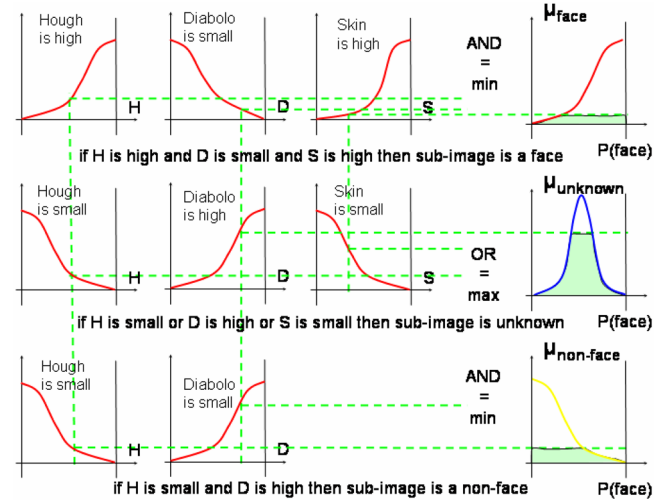 Hough is high
Diabolo is small
Skin is high
AND = min
μface
H
D
S
P(face)
if H is high and D is small and S is high then sub-image is a face
Hough is small
Diabolo is high
Skin is small
OR = max
μunknown
H
D
S
P(face)
if H is small or D is high or S is small then sub-image is unknown
Hough is small
Diabolo is small
AND = min
μnon-face
H
D
P(face)
if H is small and D is high then sub-image is a non-face